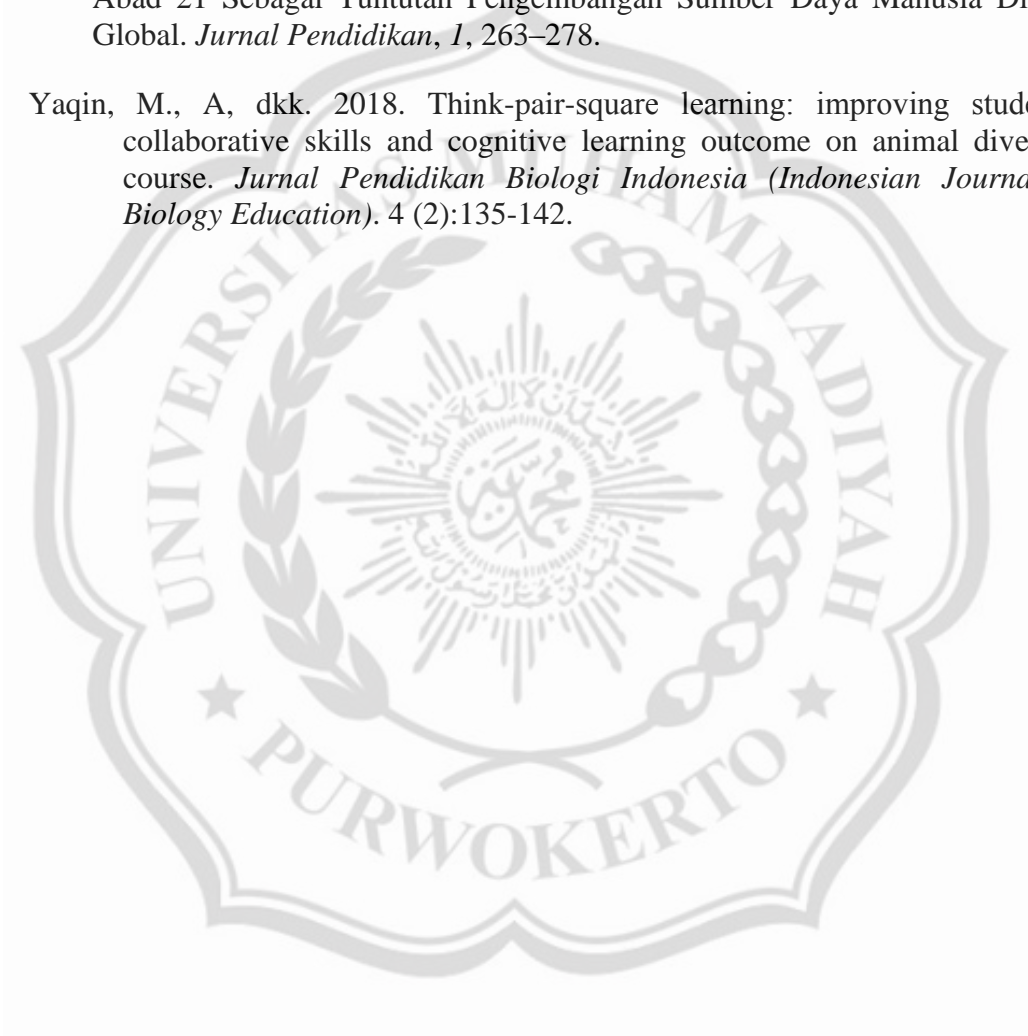 Abad 21 Sebagai Tuntutan Pengembangan Sumber Daya Manusia Di
Global. Jurnal Pendidikan, 1, 263–278.
Yaqin, M., A, dkk. 2018. Think-pair-square learning: improving stude
collaborative skills and cognitive learning outcome on animal dive
course. Jurnal Pendidikan Biologi Indonesia (Indonesian Journa
Biology Education). 4 (2):135-142.
UNIVERSITAS MUHAMMADIYAH
محمدية
PURWOKERTO